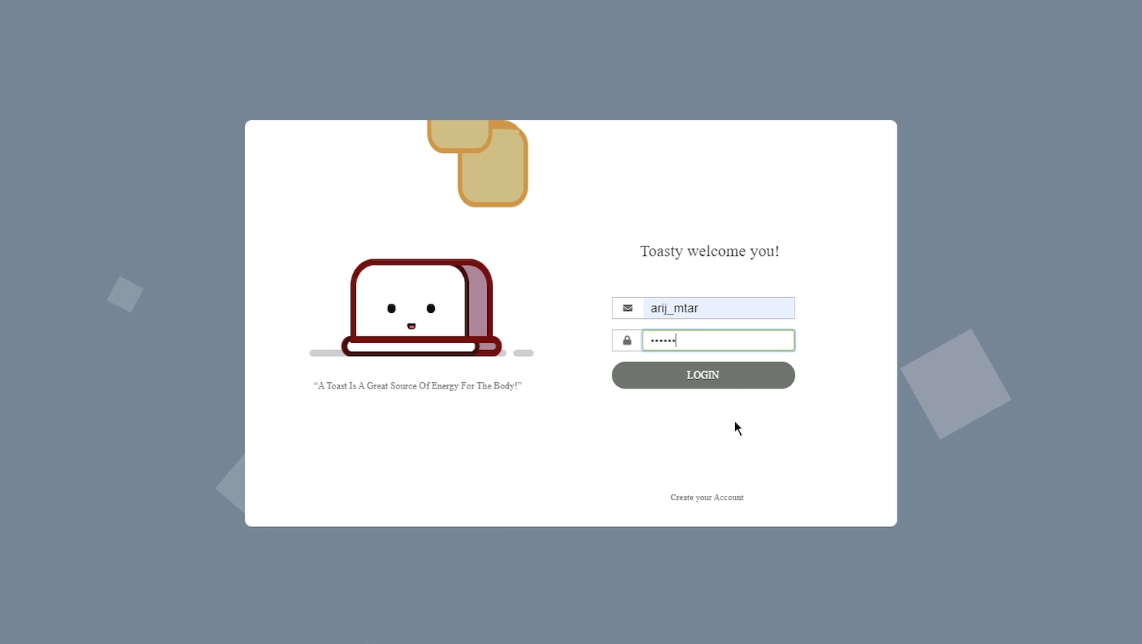 Toasty welcome you!
arij_mtar
••••••
LOGIN
“A Toast Is A Great Source Of Energy For The Body!”
Create your Account